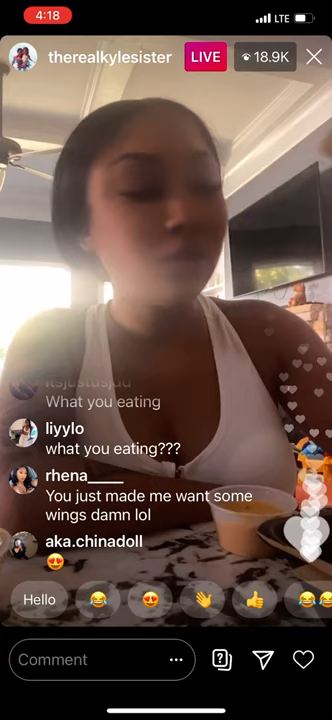 4:18
LTE
therealkylesister
LIVE
18.9K
itsjustusjdd
What you eating
liyylo
what you eating???
rhena_____
You just made me want some
wings damn lol
aka.chinadoll
😍
Hello
😂
😍
👋
👍
😂😂
Comment